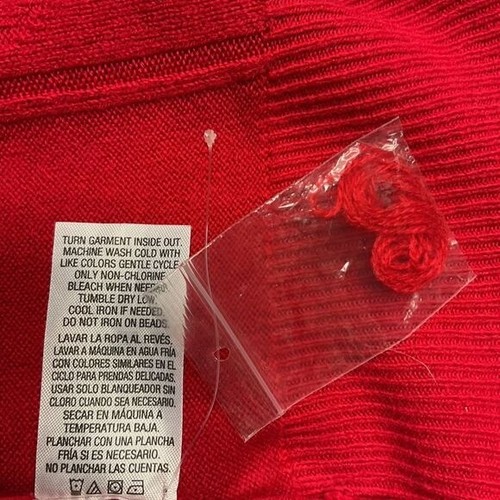 TURN GARMENT INSIDE OUT.
MACHINE WASH COLD WITH
LIKE COLORS GENTLE CYCLE
ONLY NON-CHLORINE
BLEACH WHEN NEEDED
TUMBLE DRY LOW.
COOL IRON IF NEEDED.
DO NOT IRON ON BEADS
LAVAR LA ROPA AL REVÉS.
LAVAR A MÁQUINA EN AGUA FRÍA
CON COLORES SIMILARES EN EL
CICLO PARA PRENDAS DELICADAS.
USAR SOLO BLANQUEADOR SIN
CLORO CUANDO SEA NECESARIO.
SECAR EN MÁQUINA A
TEMPERATURA BAJA.
PLANCHAR CON UNA PLANCHA
FRÍA SI ES NECESARIO.
NO PLANCHAR LAS CUENTAS.